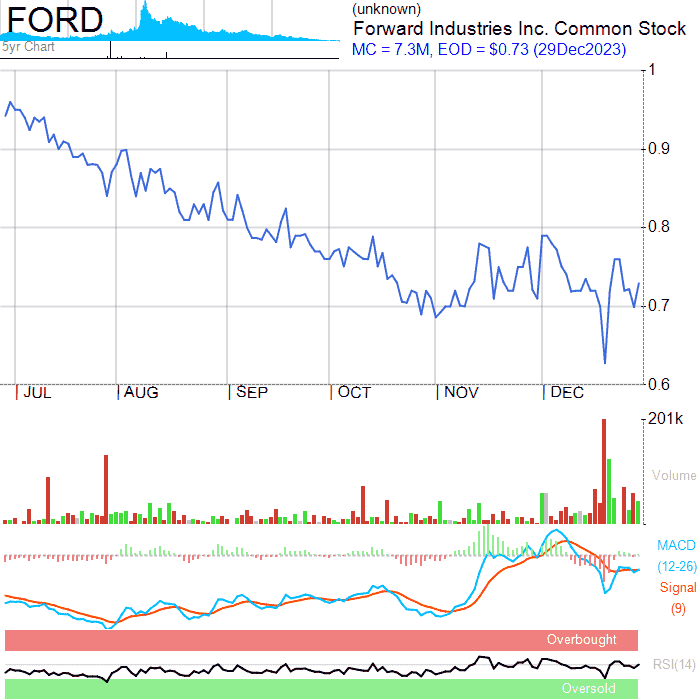 FORD
5yr Chart
(unknown)
Forward Industries Inc. Common Stock
MC = 7.3M, EOD = $0.73 (29Dec2023)
1
0.9
0.8
0.7
0.6
JUL AUG SEP OCT NOV DEC
201k
Volume
MACD
(12-26)
Signal
(9)
Overbought
RSI(14)
Oversold